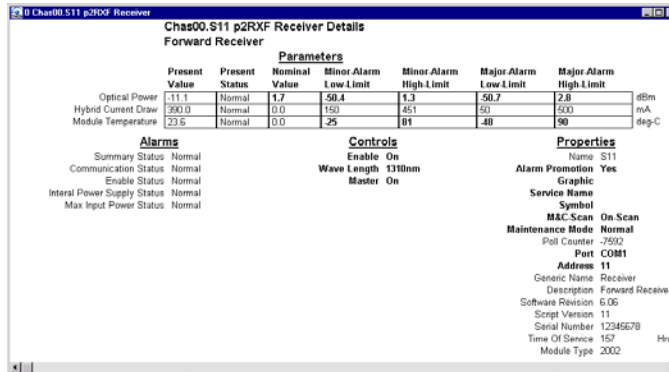 0 Chas00.S11 p2RXF Receiver
Chas00.S11 p2RXF Receiver Details
Forward Receiver
Parameters
Present Value Present Status Nominal Value Minor-Alarm Low-Limit Minor-Alarm High-Limit Major-Alarm Low-Limit Major-Alarm High-Limit
Optical Power -11.1 Normal 1.7 -50.4 1.3 -50.7 2.8 dBm
Hybrid Current Draw 390.0 Normal 0.0 150 451 50 500 mA
Module Temperature 23.6 Normal 0.0 -25 81 -40 90 deg-C
Alarms
Summary Status Normal
Communication Status Normal
Enable Status Normal
Interal Power Supply Status Normal
Max Input Power Status Normal
Controls
Enable On
Wave Length 1310nm
Master On
Properties
Name S11
Alarm Promotion Yes
Graphic
Service Name
Symbol
M&C-Scan On-Scan
Maintenance Mode Normal
Poll Counter -7592
Port COM1
Address 11
Generic Name Receiver
Description Forward Receive
Software Revision 6.06
Script Version 11
Serial Number 12345678
Time Of Service 157 Hr
Module Type 2002